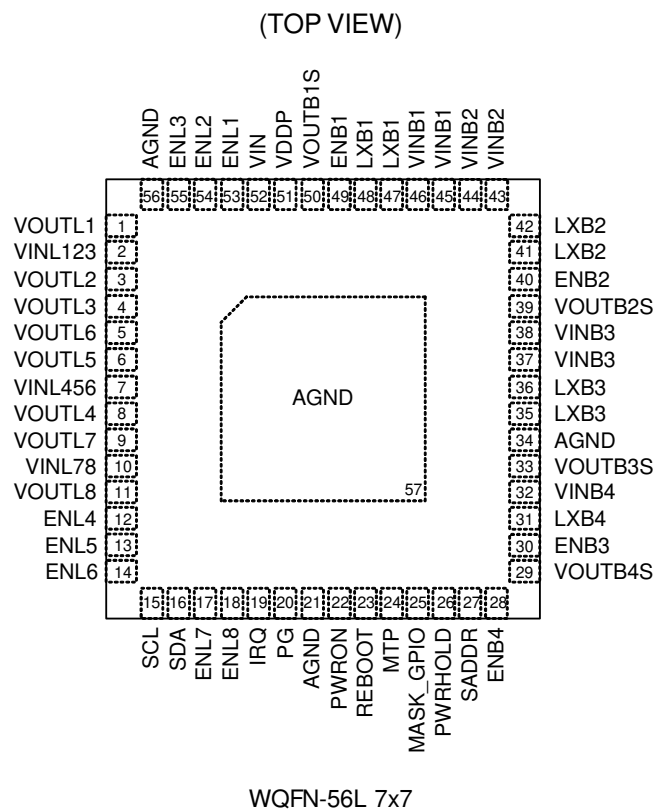 (TOP VIEW)
AGND
ENL3
ENL2
ENL1
VIN
VDDP
VOUTB1S
ENB1
LXB1
LXB1
VINB1
VINB1
VINB2
VINB2
56 55 54 53 52 51 50 49 48 47 46 45 44 43
VOUTL1 1
VINL123 2
VOUTL2 3
VOUTL3 4
VOUTL6 5
VOUTL5 6
VINL456 7
VOUTL4 8
VOUTL7 9
VINL78 10
VOUTL8 11
ENL4 12
ENL5 13
ENL6 14
AGND
57
42 LXB2
41 LXB2
40 ENB2
39 VOUTB2S
38 VINB3
37 VINB3
36 LXB3
35 LXB3
34 AGND
33 VOUTB3S
32 VINB4
31 LXB4
30 ENB3
29 VOUTB4S
15 16 17 18 19 20 21 22 23 24 25 26 27 28
SCL
SDA
ENL7
ENL8
IRQ
PG
AGND
PWRON
REBOOT
MTP
MASK_GPIO
PWRHOLD
SADDR
ENB4
WQFN-56L 7x7